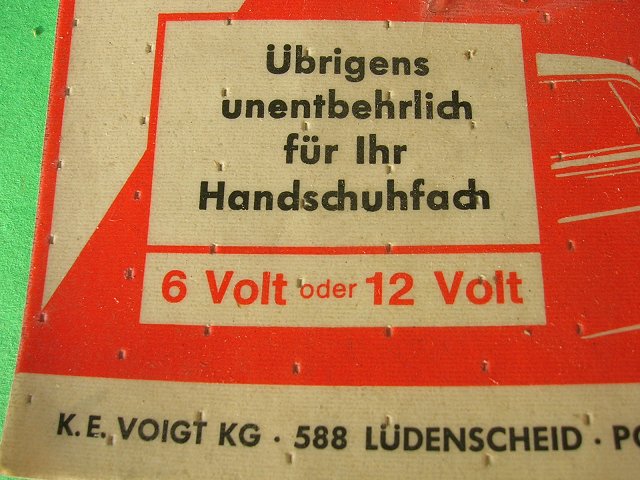 Übrigens
unentbehrlich
für Ihr
Handschuhfach
6 Volt oder 12 Volt
K. E. VOIGT KG · 588 LÜDENSCHEID ·